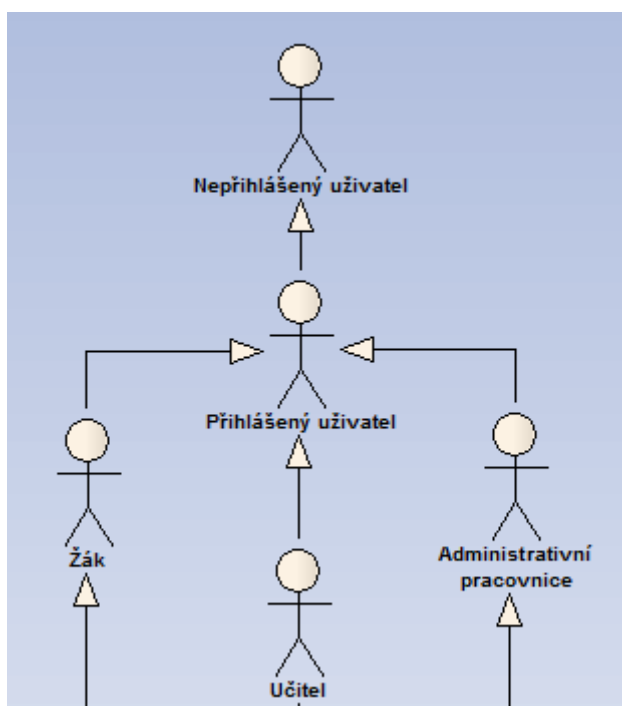 Nepřihlášený uživatel
Přihlášený uživatel
Žák
Administrativní
pracovnice
Učitel